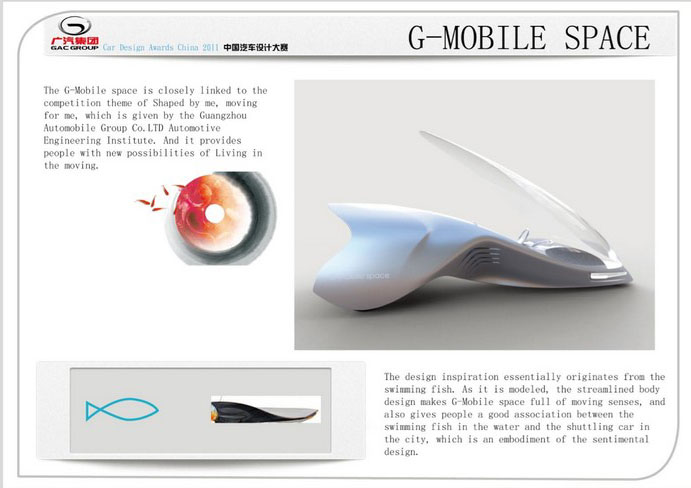 广汽集团
GAC GROUP
Car Design Awards China 2011 中国汽车设计大赛
G-MOBILE SPACE
The G-Mobile space is closely linked to the
competition theme of Shaped by me, moving
for me, which is given by the Guangzhou
Automobile Group Co.LTD Automotive
Engineering Institute. And it provides
people with new possibilities of Living in
the moving.
space
The design inspiration essentially originates from the
swimming fish. As it is modeled, the streamlined body
design makes G-Mobile space full of moving senses, and
also gives people a good association between the
swimming fish in the water and the shuttling car in
the city, which is an embodiment of the sentimental
design.